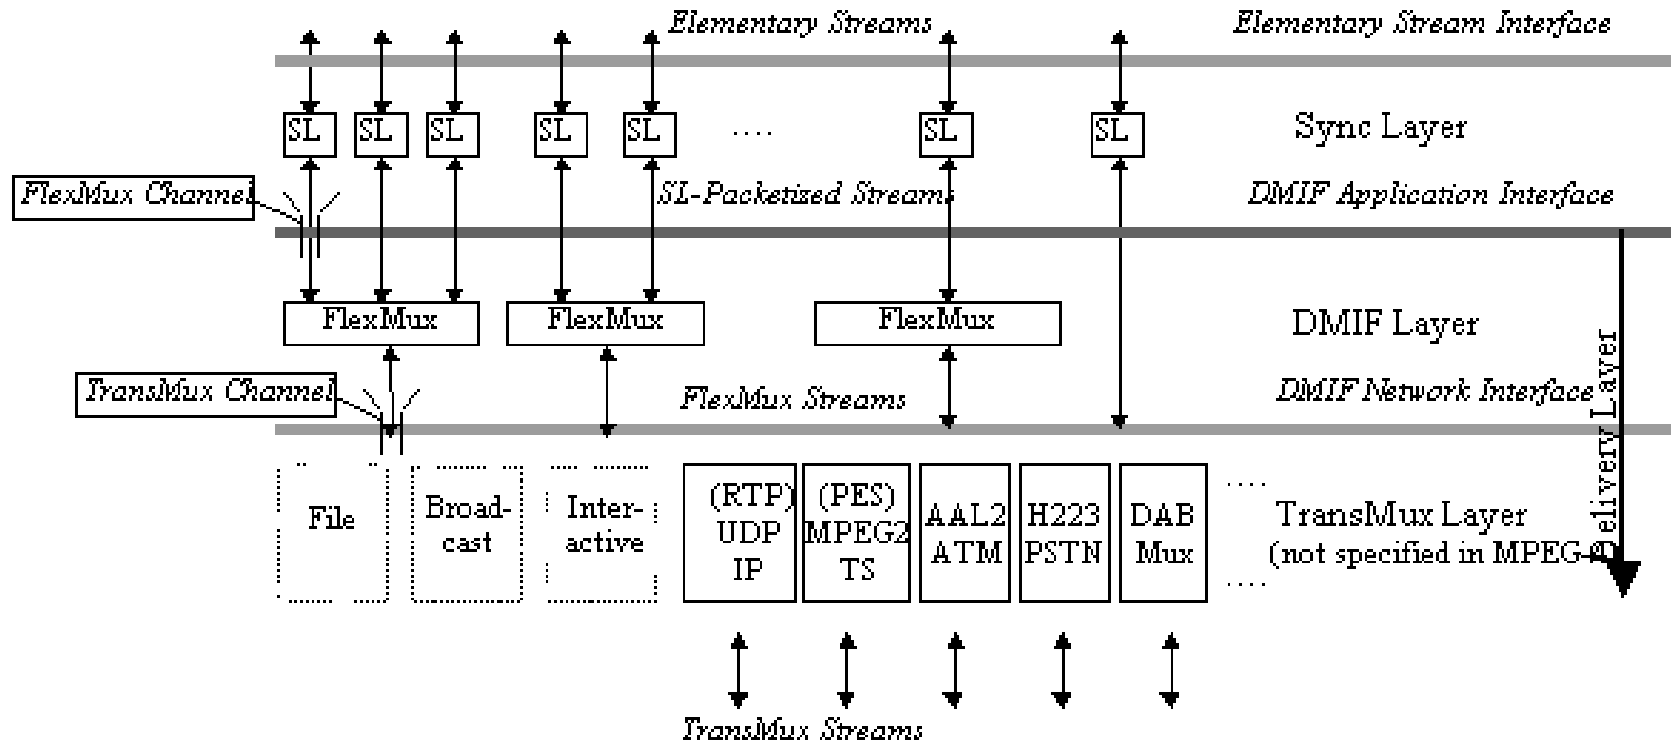 Elementary Streams
Elementary Stream Interface
SL
SL
SL
SL
SL
....
SL
SL
Sync Layer
FlexMux Channel
SL-Packetized Streams
DMIF Application Interface
FlexMux
FlexMux
FlexMux
DMIF Layer
TransMux Channel
FlexMux Streams
DMIF Network Interface
Delivery Layer
File
Broad-
cast
Inter-
active
(RTP)
UDP
IP
(PES)
MPEG2
TS
AAL2
ATM
H223
PSTN
DAB
Mux
....
....
TransMux Layer
(not specified in MPEG-
TransMux Streams